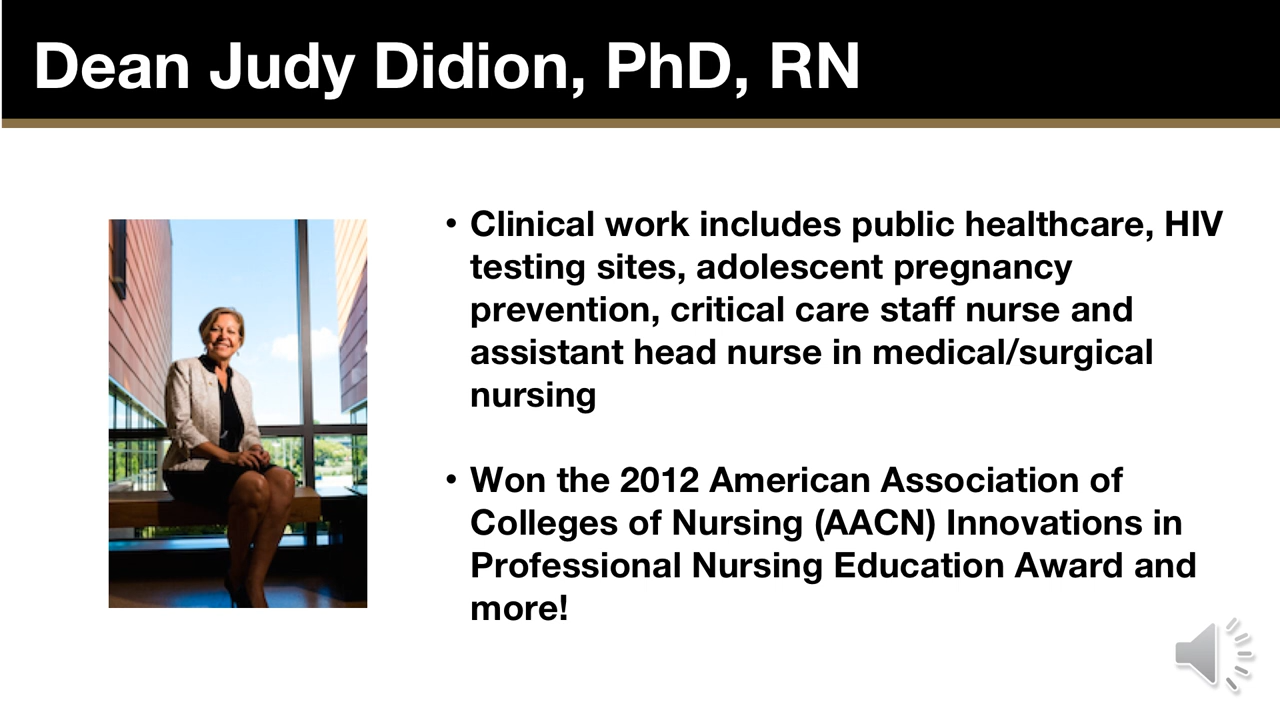 Dean Judy Didion, PhD, RN
• Clinical work includes public healthcare, HIV
testing sites, adolescent pregnancy
prevention, critical care staff nurse and
assistant head nurse in medical/surgical
nursing
• Won the 2012 American Association of
Colleges of Nursing (AACN) Innovations in
Professional Nursing Education Award and
more!